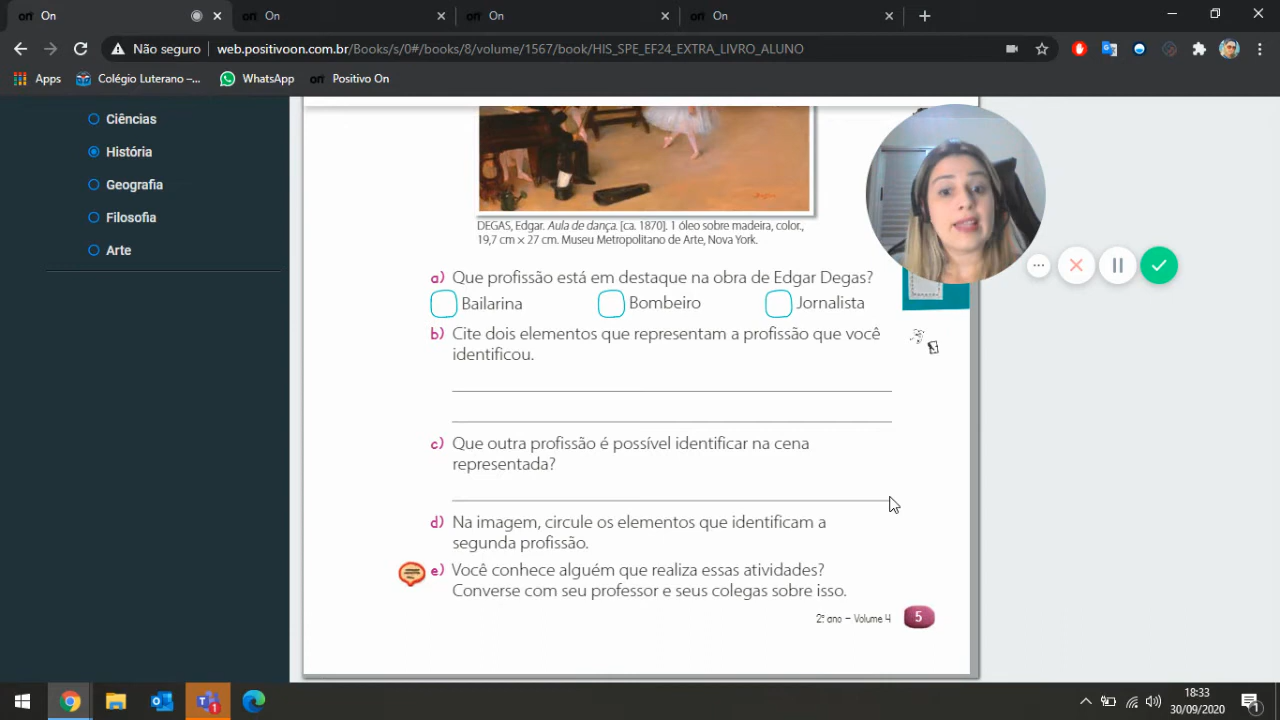 On
On
On
On
Não seguro
web.positivoon.com.br/Books/s/0#/books/8/volume/1567/book/HIS_SPE_EF24_EXTRA_LIVRO_ALUNO
Apps
Colégio Luterano –...
WhatsApp
on
Positivo On
Ciências
História
Geografia
Filosofia
Arte
DEGAS, Edgar. Aula de dança. [ca. 1870]. 1 óleo sobre madeira, color.,
19,7 cm × 27 cm. Museu Metropolitano de Arte, Nova York.
a) Que profissão está em destaque na obra de Edgar Degas?
Bailarina Bombeiro Jornalista
b) Cite dois elementos que representam a profissão que você
identificou.
c) Que outra profissão é possível identificar na cena
representada?
d) Na imagem, circule os elementos que identificam a
segunda profissão.
e) Você conhece alguém que realiza essas atividades?
Converse com seu professor e seus colegas sobre isso.
2º. ano – Volume 4 5
18:33
30/09/2020